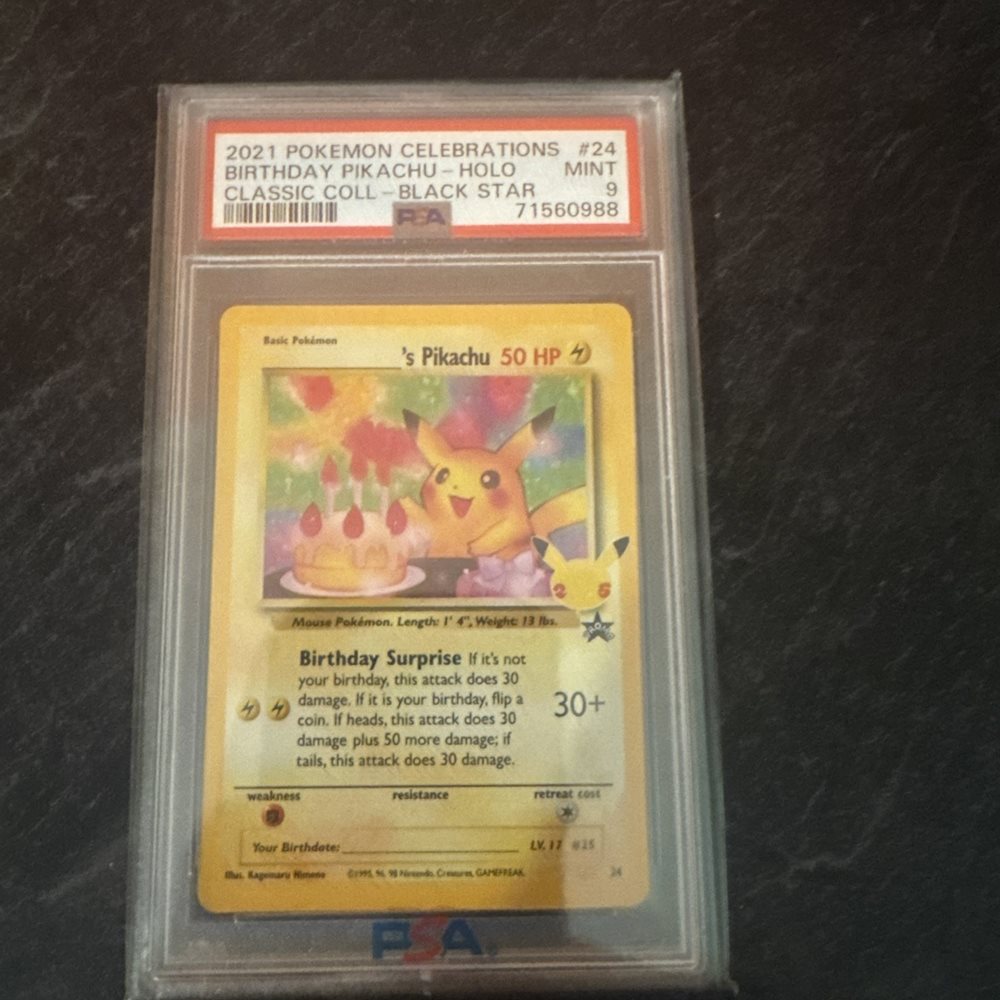 2021 POKEMON CELEBRATIONS #24
BIRTHDAY PIKACHU - HOLO MINT
CLASSIC COLL - BLACK STAR 9
PSA 71560988
Basic Pokémon
's Pikachu 50 HP
25
Mouse Pokémon. Length: 1' 4", Weight: 13 lbs.
PROMO
Birthday Surprise If it's not
your birthday, this attack does 30
damage. If it is your birthday, flip a
coin. If heads, this attack does 30
damage plus 50 more damage; if
tails, this attack does 30 damage.
30+
weakness resistance retreat cost
Your Birthdate: LV. 17 #25
Illus. Kagemaru Himeno ©1995, 96, 98 Nintendo, Creatures, GAMEFREAK. 24
PSA